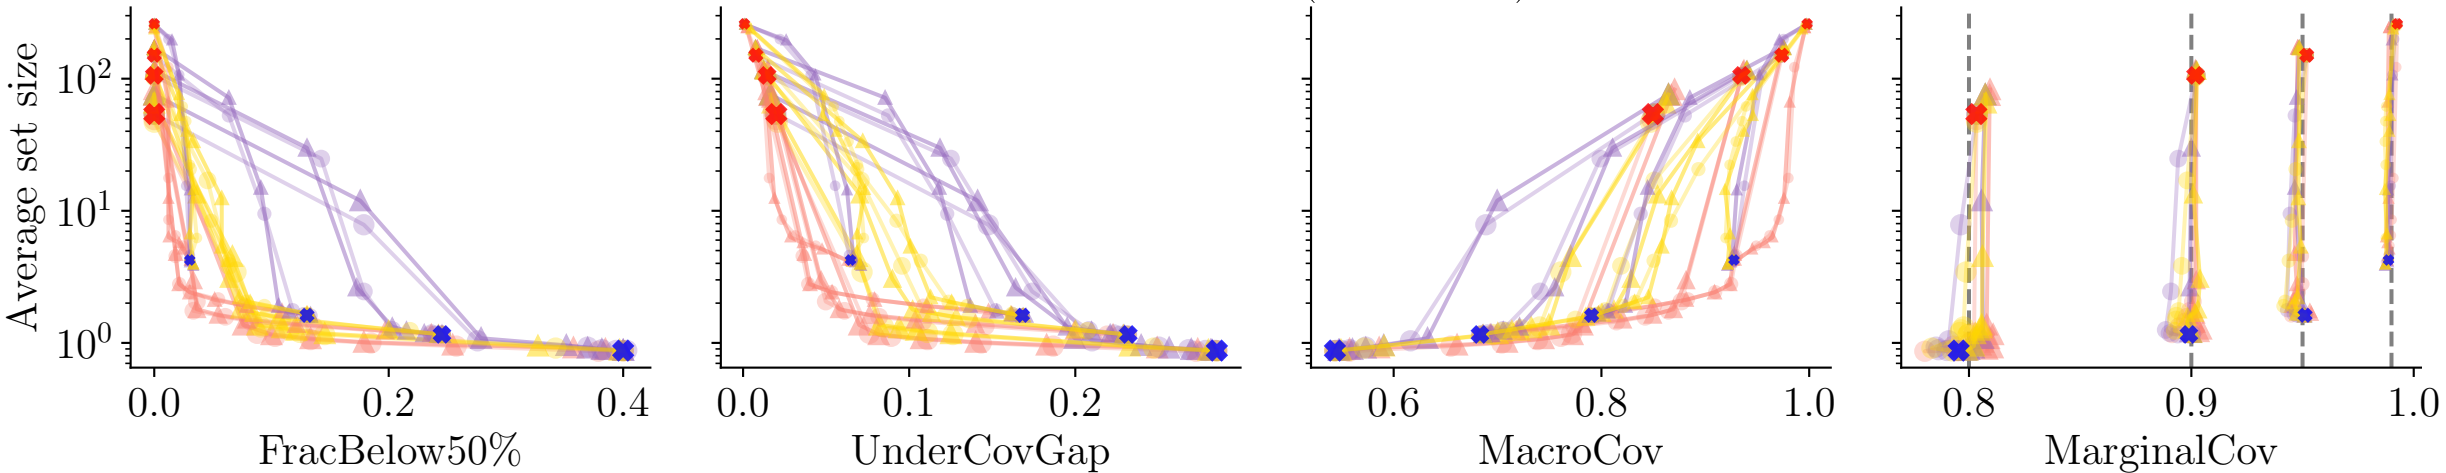 Average set size
10²
10¹
10⁰
0.0 0.2 0.4
FracBelow50%
0.0 0.1 0.2
UnderCovGap
0.6 0.8 1.0
MacroCov
0.8 0.9 1.0
MarginalCov